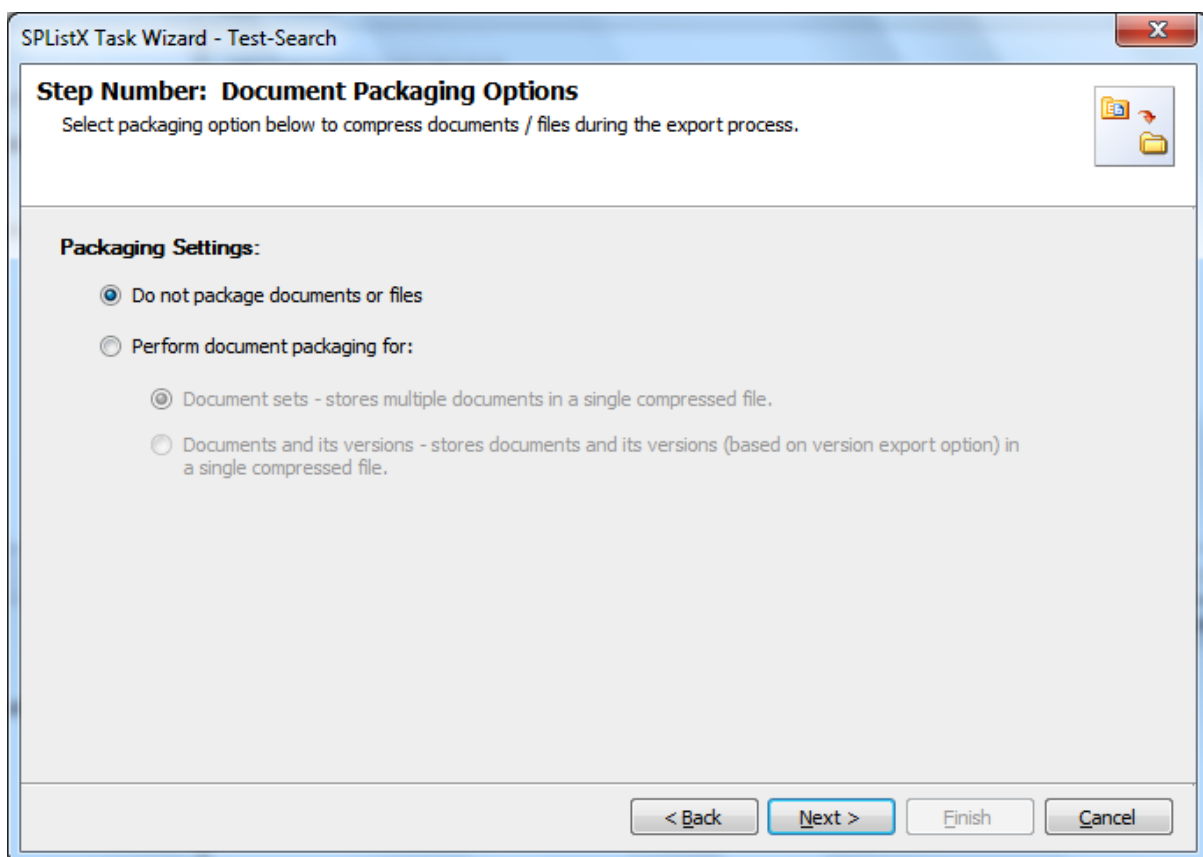 SPListX Task Wizard - Test-Search
Step Number: Document Packaging Options
Select packaging option below to compress documents / files during the export process.
Packaging Settings:
Do not package documents or files
Perform document packaging for:
Document sets - stores multiple documents in a single compressed file.
Documents and its versions - stores documents and its versions (based on version export option) in
a single compressed file.
< Back Next > Finish Cancel